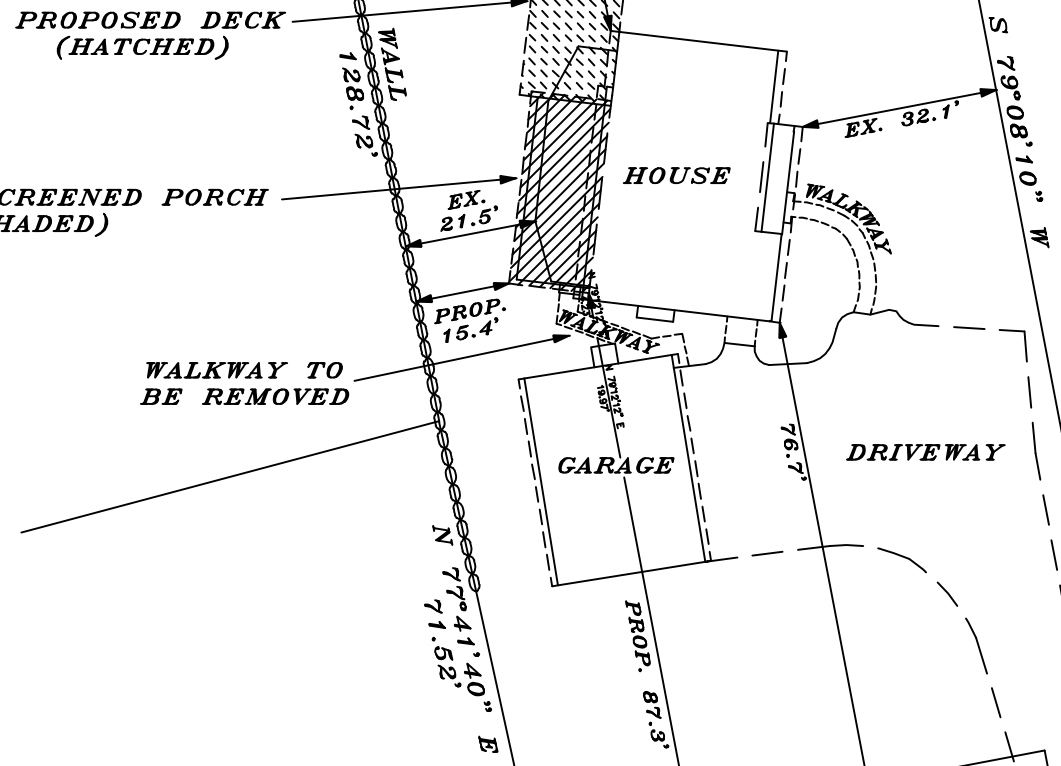 PROPOSED DECK
(HATCHED)
WALL
128.72'
S 79°08'10" W
EX. 32.1'
HOUSE
CREENED PORCH
HADED)
EX.
21.5'
WALKWAY
PROP.
15.4'
WALKWAY
WALKWAY TO
BE REMOVED
19.97'
76.7'
GARAGE
DRIVEWAY
N 77°41'40" E
71.52'
PROP. 87.3'